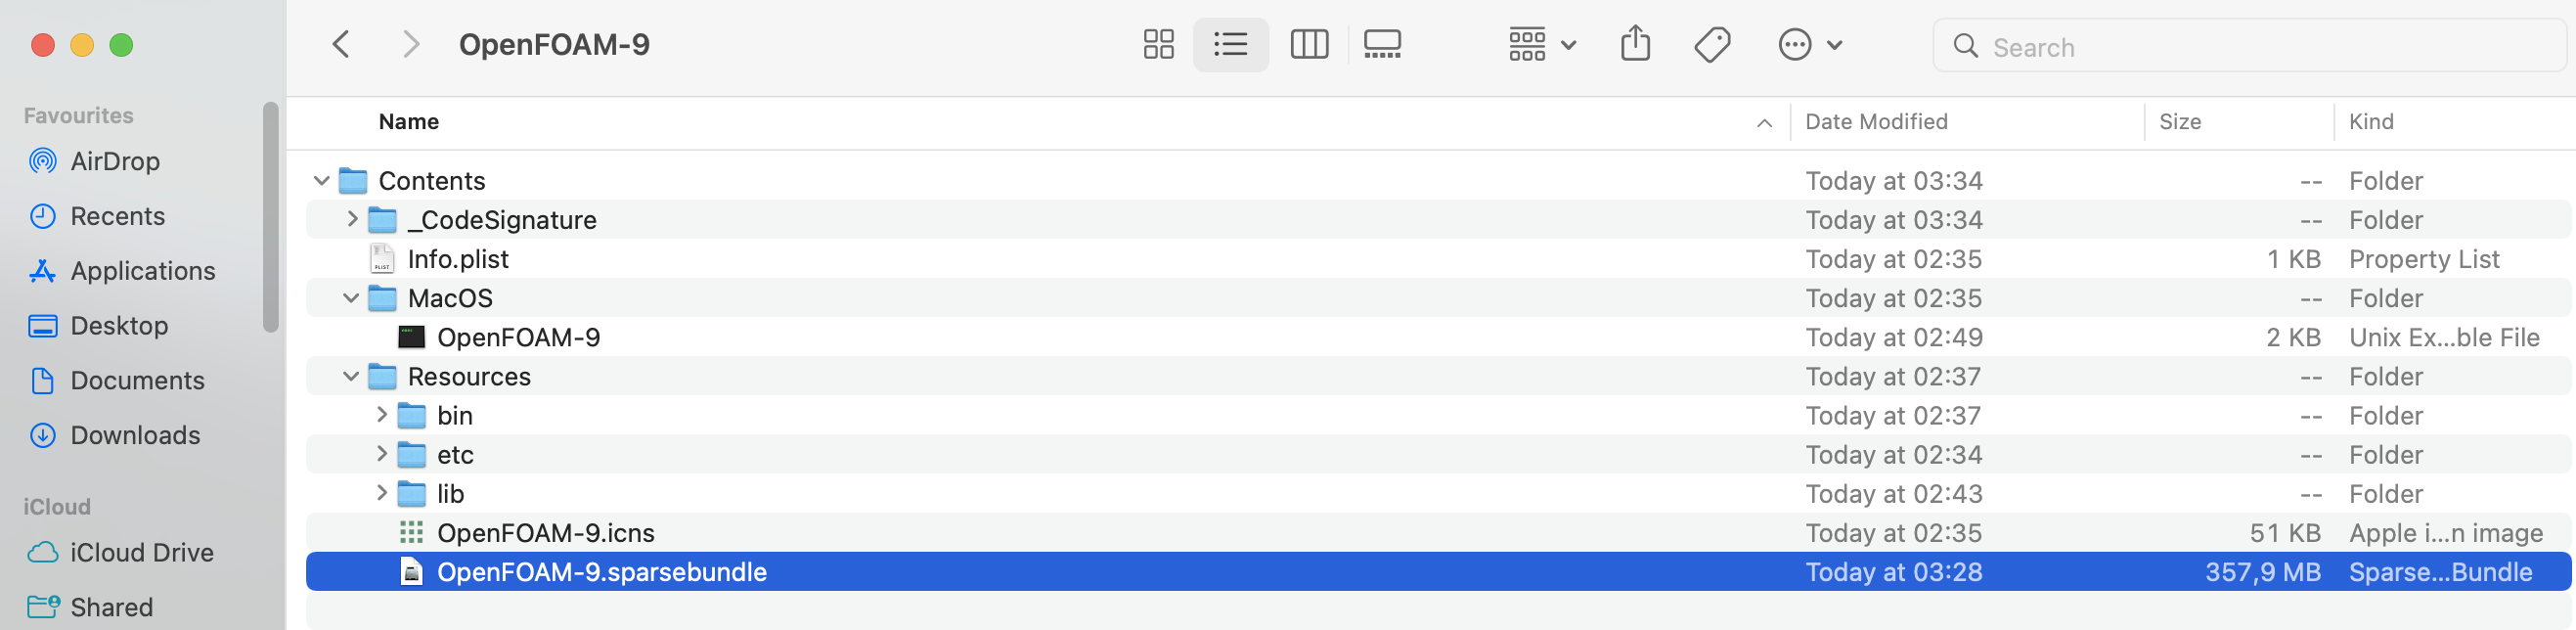 OpenFOAM-9
Search
Favourites
AirDrop
Recents
Applications
Desktop
Documents
Downloads
iCloud
iCloud Drive
Shared
Name Date Modified Size Kind
Contents Today at 03:34 -- Folder
_CodeSignature Today at 03:34 -- Folder
Info.plist Today at 02:35 1 KB Property List
MacOS Today at 02:35 -- Folder
OpenFOAM-9 Today at 02:49 2 KB Unix Ex...ble File
Resources Today at 02:37 -- Folder
bin Today at 02:37 -- Folder
etc Today at 02:34 -- Folder
lib Today at 02:43 -- Folder
OpenFOAM-9.icns Today at 02:35 51 KB Apple i...n image
OpenFOAM-9.sparsebundle Today at 03:28 357,9 MB Sparse...Bundle